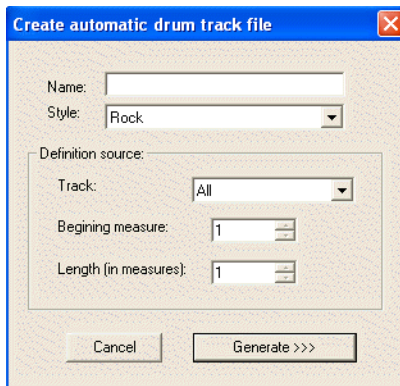 Create automatic drum track file
Name:
Style: Rock
Definition source:
Track: All
Begining measure: 1
Length (in measures): 1
Cancel Generate >>>